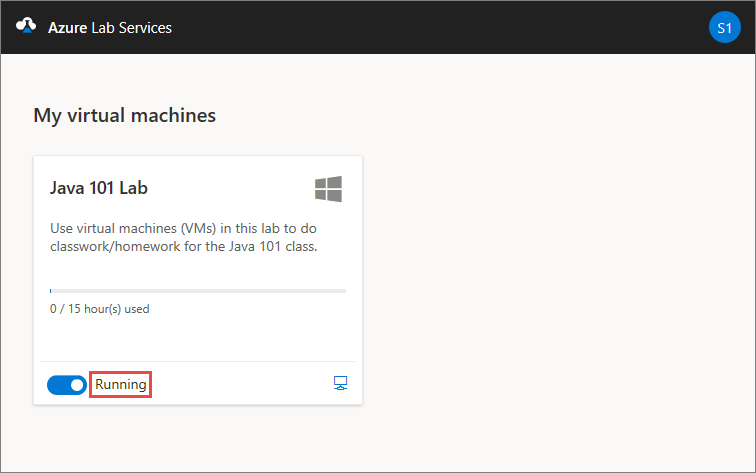 Azure Lab Services
S1
My virtual machines
Java 101 Lab
Use virtual machines (VMs) in this lab to do
classwork/homework for the Java 101 class.
0 / 15 hour(s) used
Running